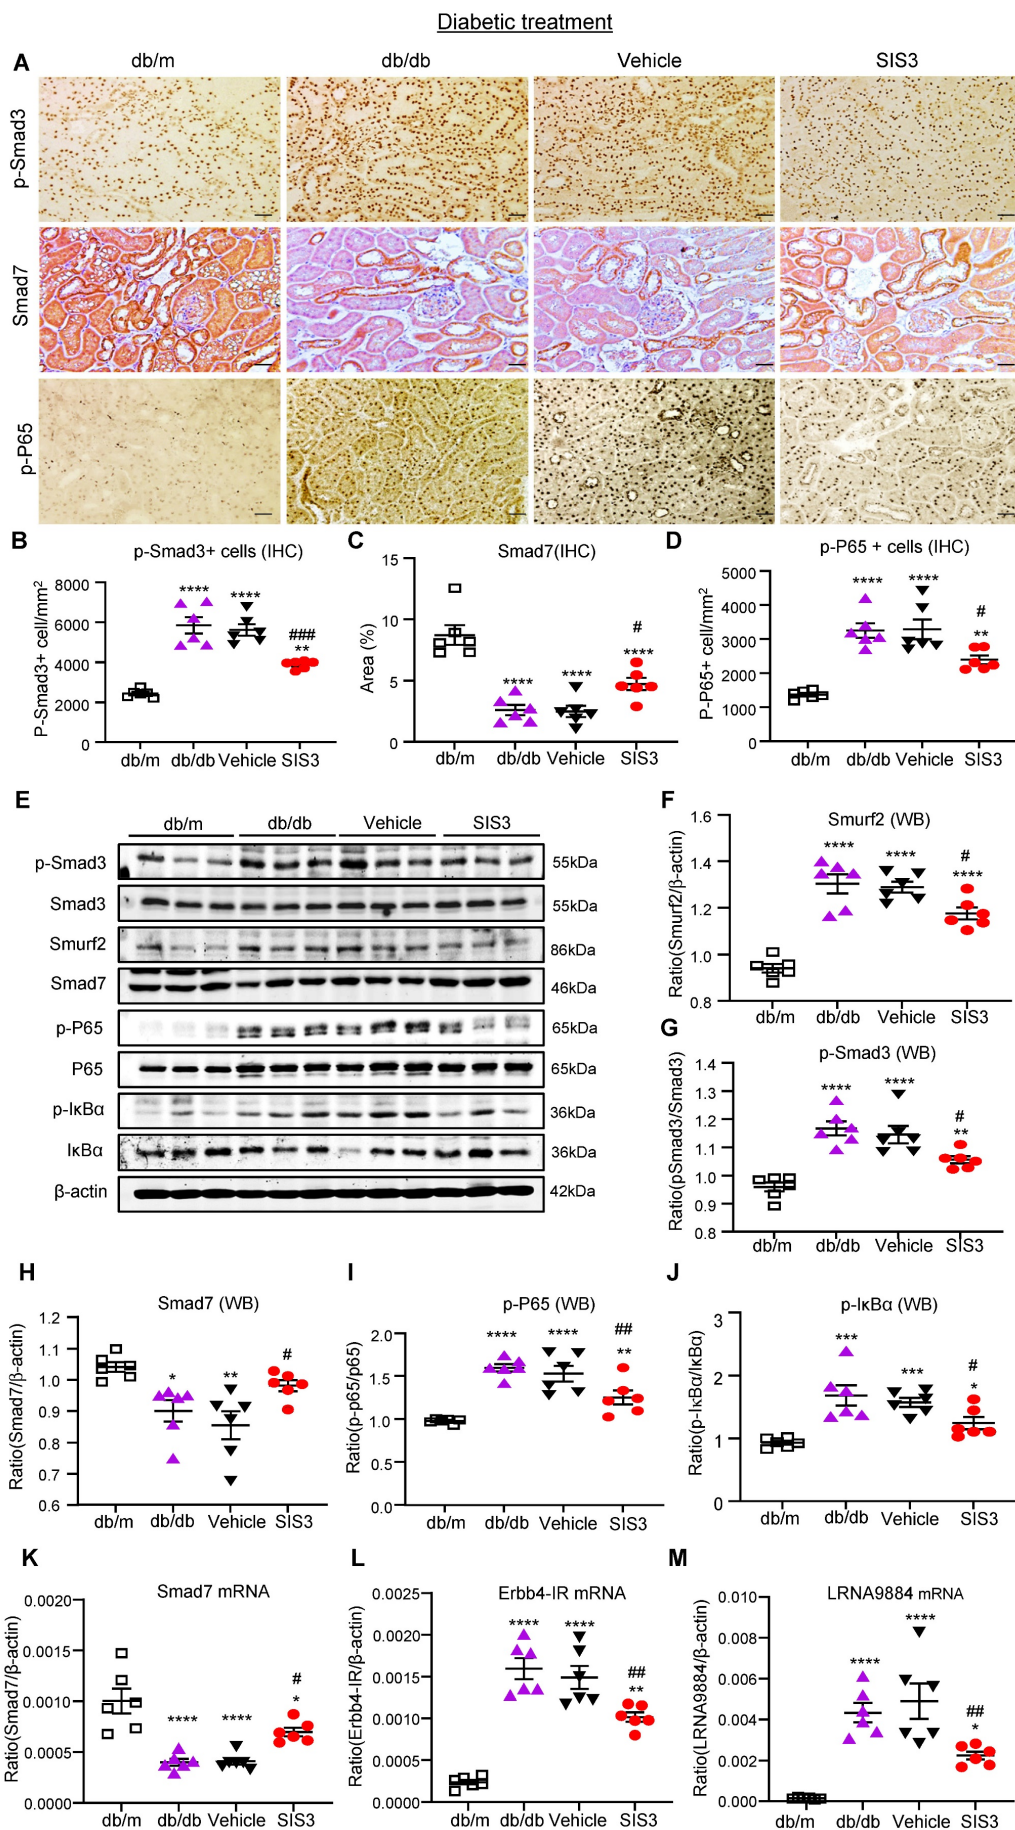 Diabetic treatment
A
db/m db/db Vehicle SIS3
p-Smad3
Smad7
p-P65
B
p-Smad3+ cells (IHC)
P-Smad3+ cell/mm²
8000
6000
4000
2000
0
****
****
###
**
db/m db/db Vehicle SIS3
C
Smad7(IHC)
Area (%)
15
10
5
0
****
****
#
****
db/m db/db Vehicle SIS3
D
p-P65 + cells (IHC)
P-P65+ cell/mm²
5000
4000
3000
2000
1000
0
****
****
#
**
db/m db/db Vehicle SIS3
E
db/m db/db Vehicle SIS3
p-Smad3 55kDa
Smad3 55kDa
Smurf2 86kDa
Smad7 46kDa
p-P65 65kDa
P65 65kDa
p-IκBα 36kDa
IκBα 36kDa
β-actin 42kDa
F
Smurf2 (WB)
Ratio(Smurf2/β-actin)
1.6
1.4
1.2
1.0
0.8
****
****
#
****
db/m db/db Vehicle SIS3
G
p-Smad3 (WB)
Ratio(pSmad3/Smad3)
1.4
1.3
1.2
1.1
1.0
0.9
0.8
****
****
#
**
db/m db/db Vehicle SIS3
H
Smad7 (WB)
Ratio(Smad7/β-actin)
1.2
1.1
1.0
0.9
0.8
0.7
0.6
*
**
#
db/m db/db Vehicle SIS3
I
p-P65 (WB)
Ratio(p-p65/p65)
2.0
1.5
1.0
0.5
0.0
****
****
##
**
db/m db/db Vehicle SIS3
J
p-IκBα (WB)
Ratio(p-IκBα/IκBα)
3
2
1
0
***
***
#
*
db/m db/db Vehicle SIS3
K
Smad7 mRNA
Ratio(Smad7/β-actin)
0.0020
0.0015
0.0010
0.0005
0.0000
****
****
#
*
db/m db/db Vehicle SIS3
L
Erbb4-IR mRNA
Ratio(Erbb4-IR/β-actin)
0.0025
0.0020
0.0015
0.0010
0.0005
0.0000
****
****
##
**
db/m db/db Vehicle SIS3
M
LRNA9884 mRNA
Ratio(LRNA9884/β-actin)
0.010
0.008
0.006
0.004
0.002
0.000
****
****
##
*
db/m db/db Vehicle SIS3